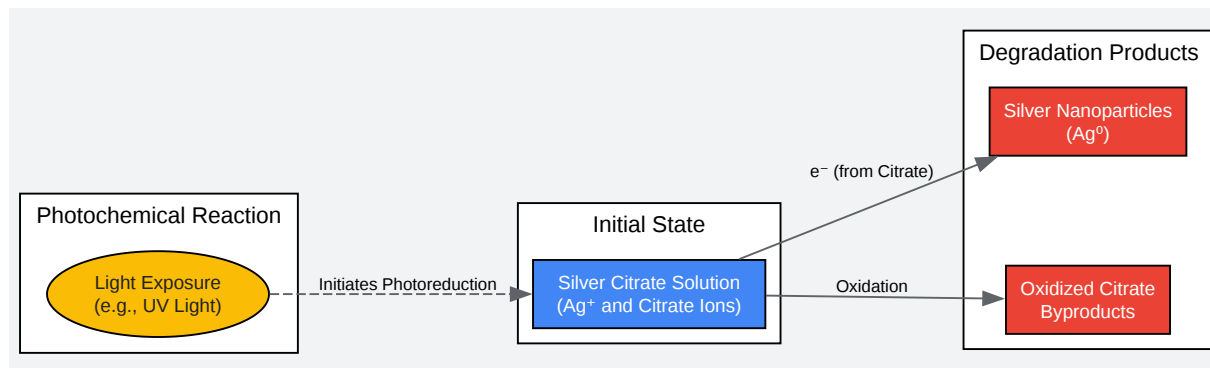 Photochemical Reaction
Light Exposure
(e.g., UV Light)
Initiates Photoreduction
Initial State
Silver Citrate Solution
(Ag⁺ and Citrate Ions)
e⁻ (from Citrate)
Oxidation
Degradation Products
Silver Nanoparticles
(Ag⁰)
Oxidized Citrate
Byproducts